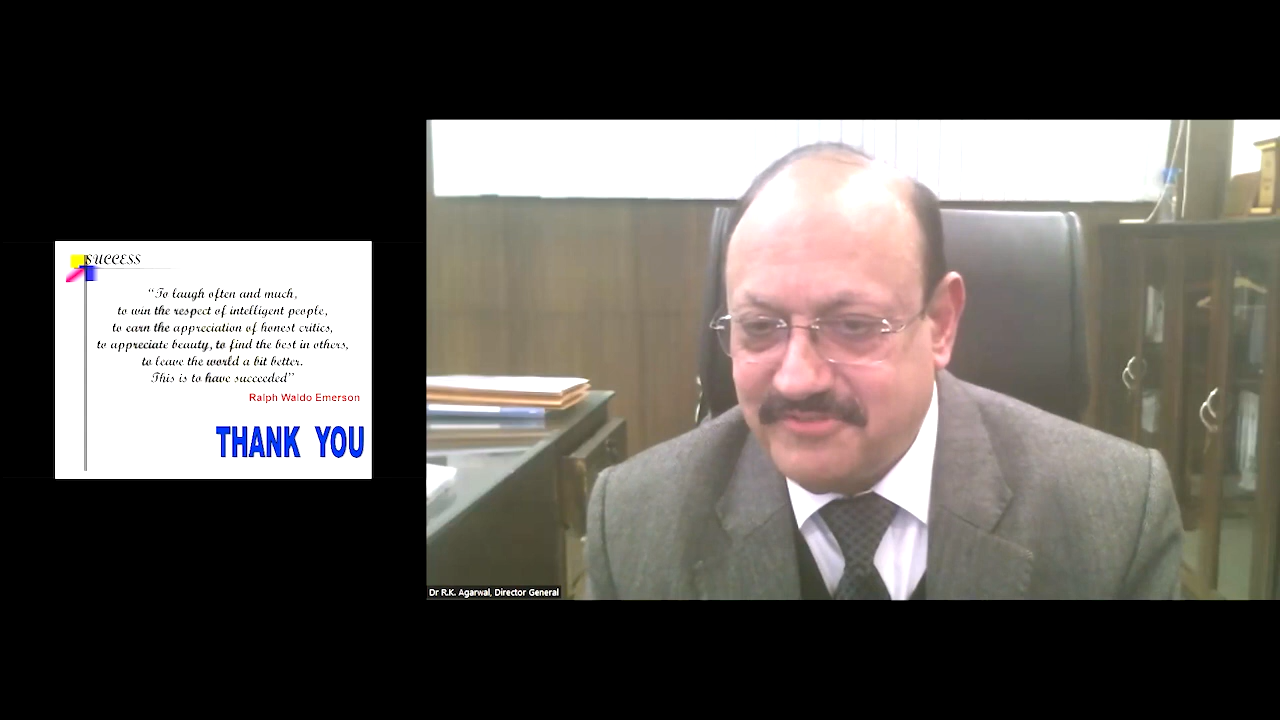 SUCCESS
“To laugh often and much,
to win the respect of intelligent people,
to earn the appreciation of honest critics,
to appreciate beauty, to find the best in others,
to leave the world a bit better.
This is to have succeeded”
Ralph Waldo Emerson
THANK YOU
Dr R.K. Agarwal, Director General